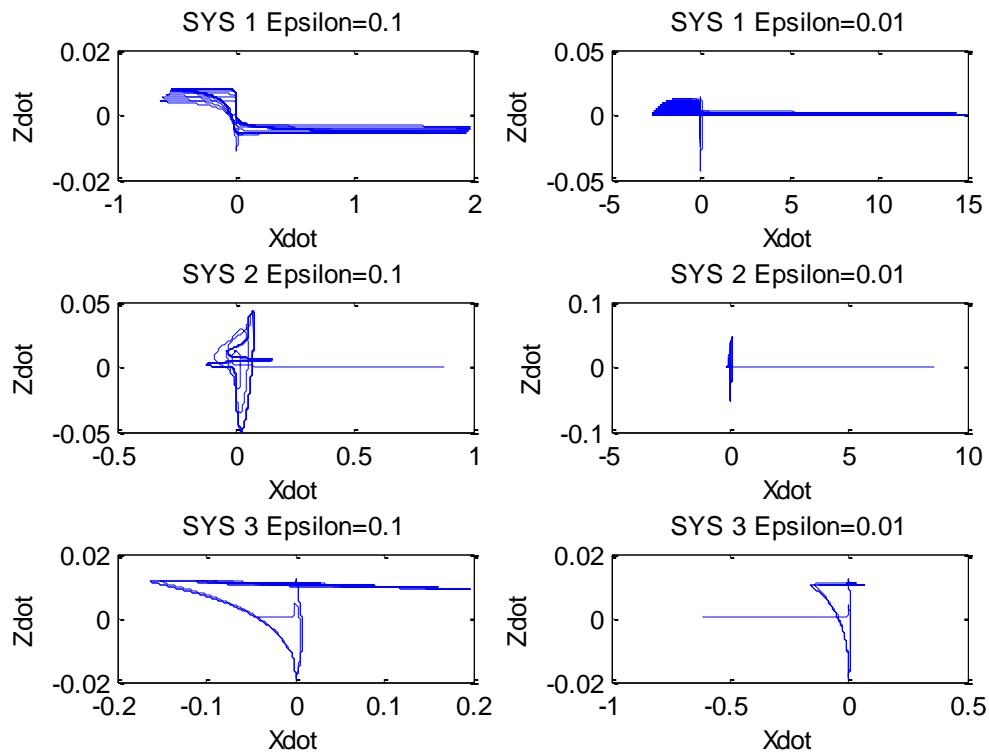 SYS 1 Epsilon=0.1
SYS 1 Epsilon=0.01
0.02
0
-0.02
Zdot
-1
0
1
2
Xdot
0.05
0
-0.05
Zdot
-5
0
5
10
15
Xdot
SYS 2 Epsilon=0.1
SYS 2 Epsilon=0.01
0.05
0
-0.05
Zdot
-0.5
0
0.5
1
Xdot
0.1
0
-0.1
Zdot
-5
0
5
10
Xdot
SYS 3 Epsilon=0.1
SYS 3 Epsilon=0.01
0.02
0
-0.02
Zdot
-0.2
-0.1
0
0.1
0.2
Xdot
0.02
0
-0.02
Zdot
-1
-0.5
0
0.5
Xdot